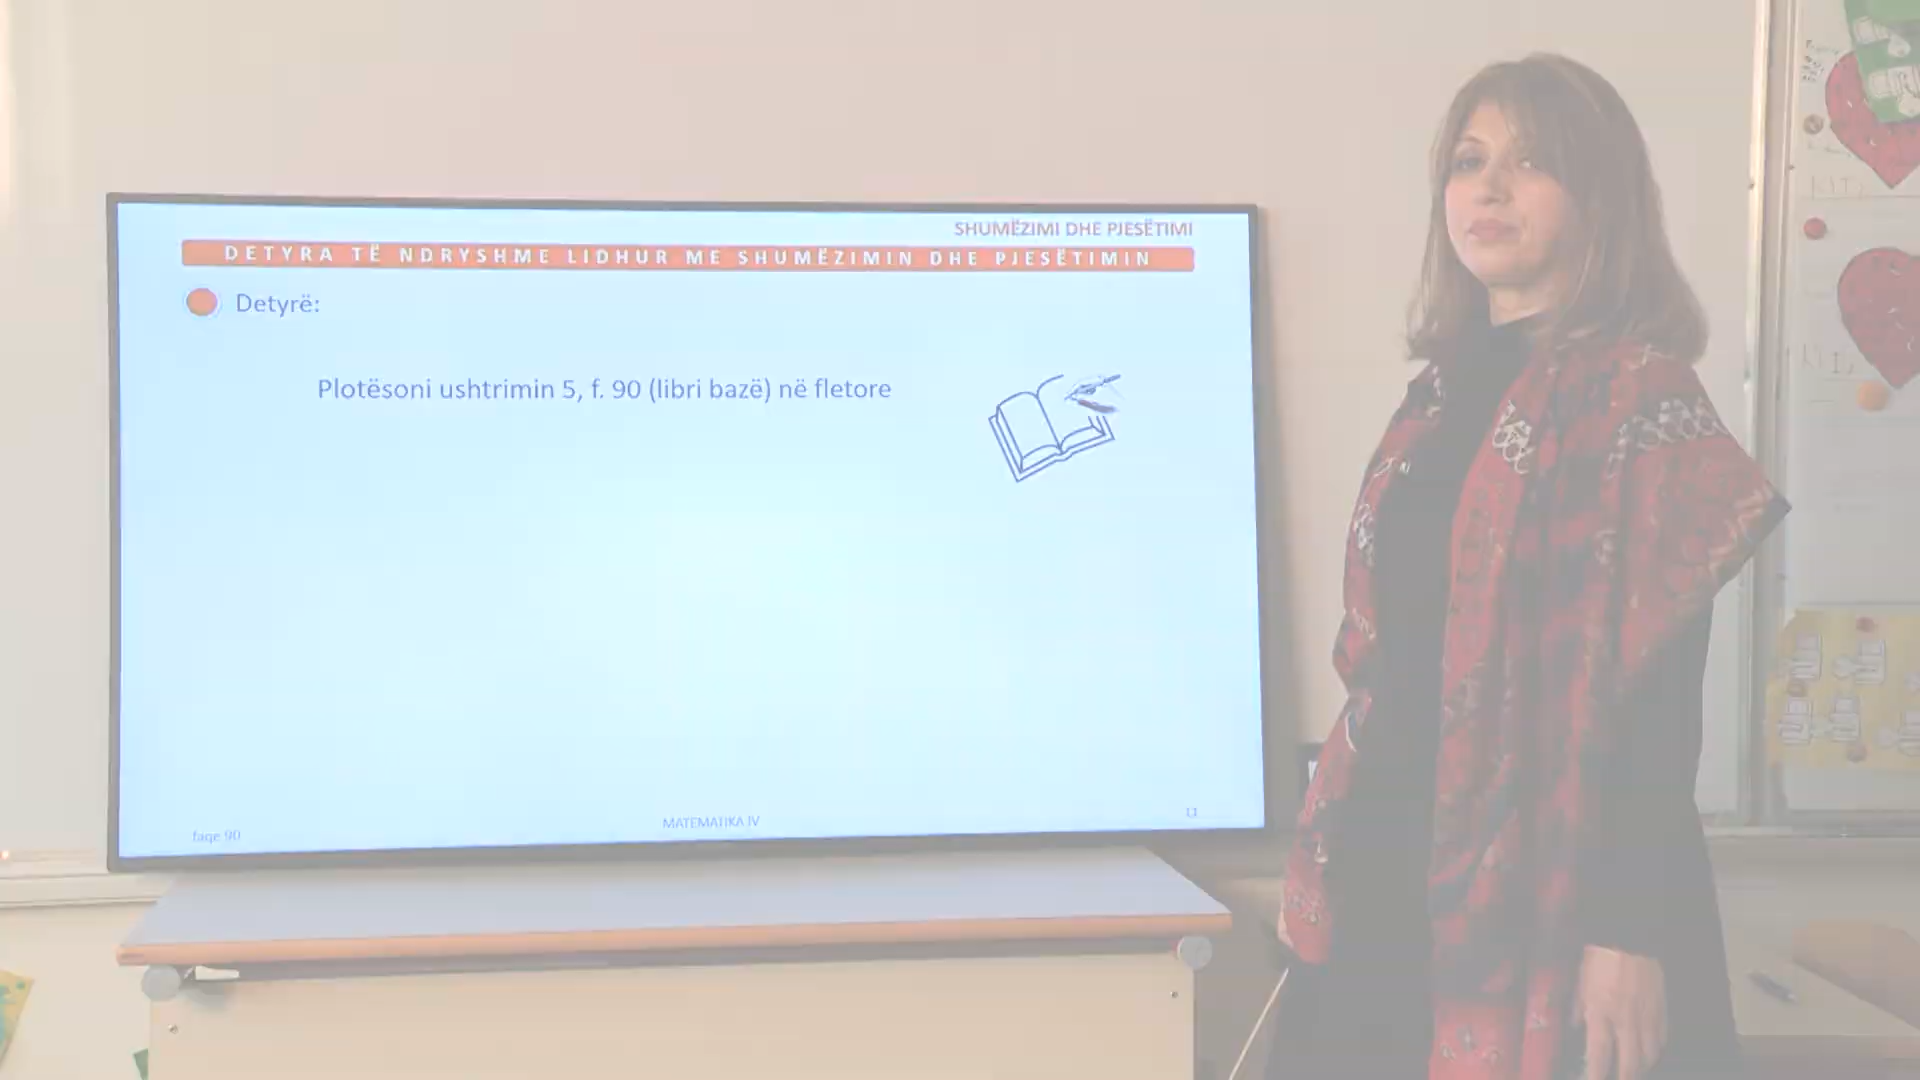 SHUMËZIMI DHE PJESËTIMI
DETYRA TË NDRYSHME LIDHUR ME SHUMËZIMIN DHE PJESËTIMIN
Detyrë:
Plotësoni ushtrimin 5, f. 90 (libri bazë) në fletore
faqe 90
MATEMATIKA IV
11